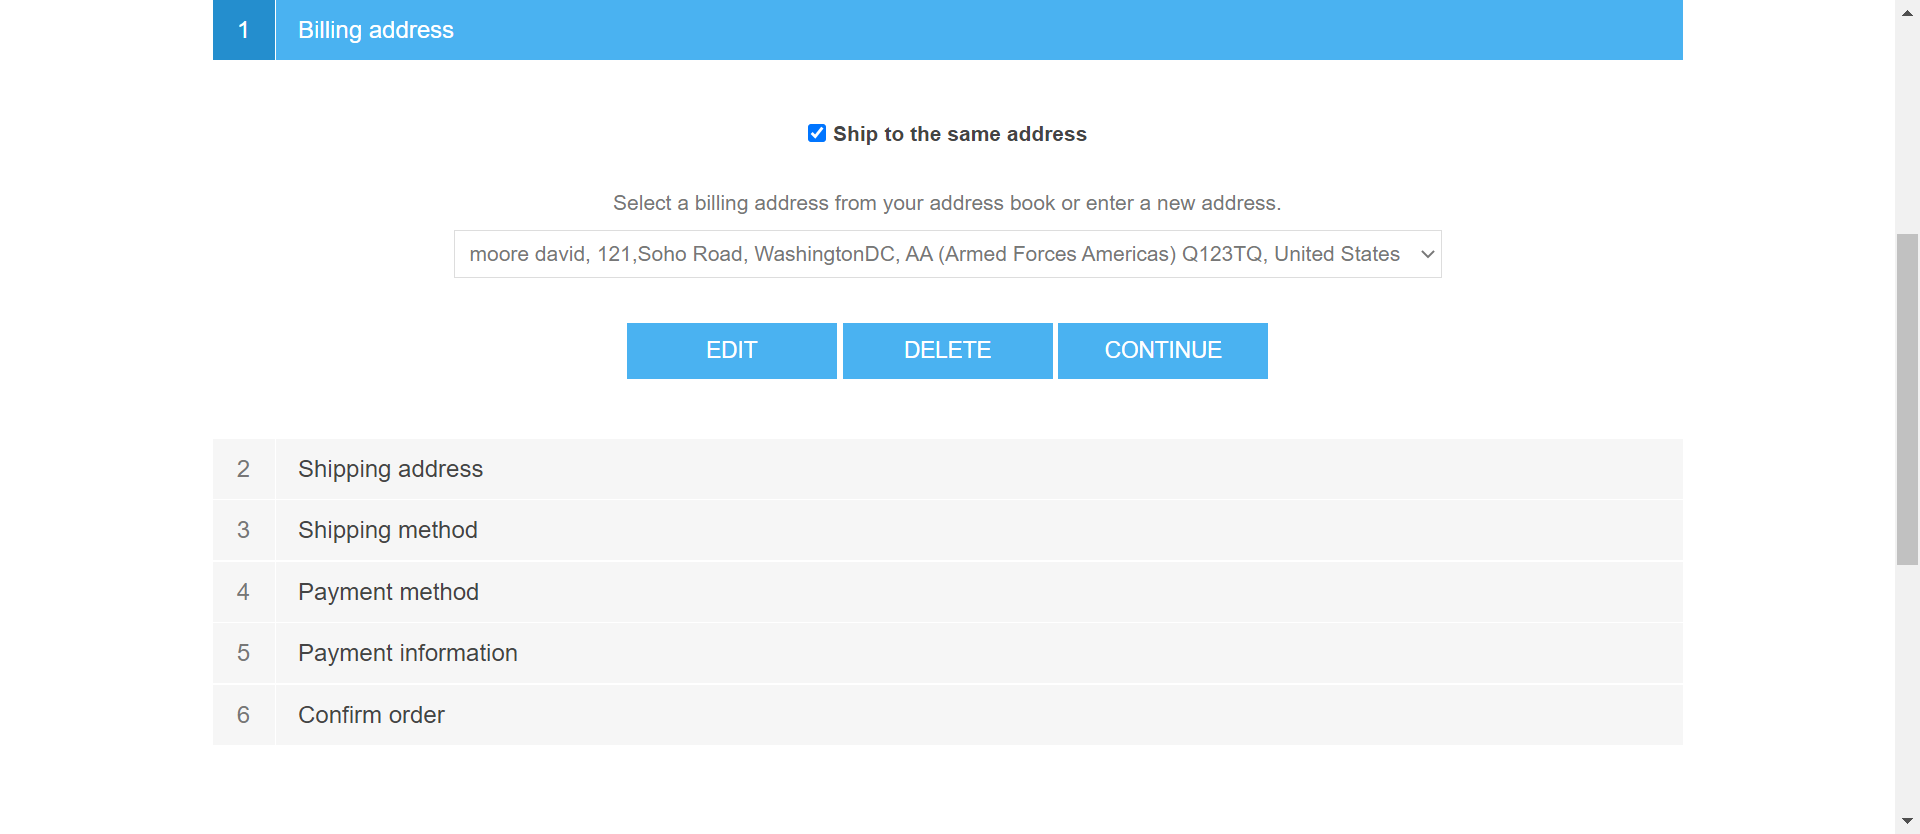 1 Billing address
Ship to the same address
Select a billing address from your address book or enter a new address.
moore david, 121,Soho Road, WashingtonDC, AA (Armed Forces Americas) Q123TQ, United States
EDIT DELETE CONTINUE
2 Shipping address
3 Shipping method
4 Payment method
5 Payment information
6 Confirm order